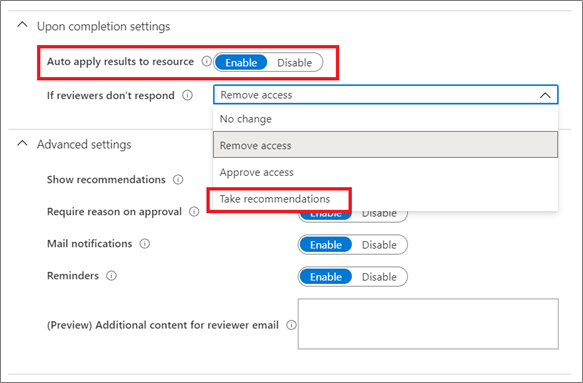 Upon completion settings
Auto apply results to resource Enable Disable
If reviewers don't respond Remove access
No change
Remove access
Advanced settings
Approve access
Show recommendations
Take recommendations
Require reason on approval Enable Disable
Mail notifications Enable Disable
Reminders Enable Disable
(Preview) Additional content for reviewer email